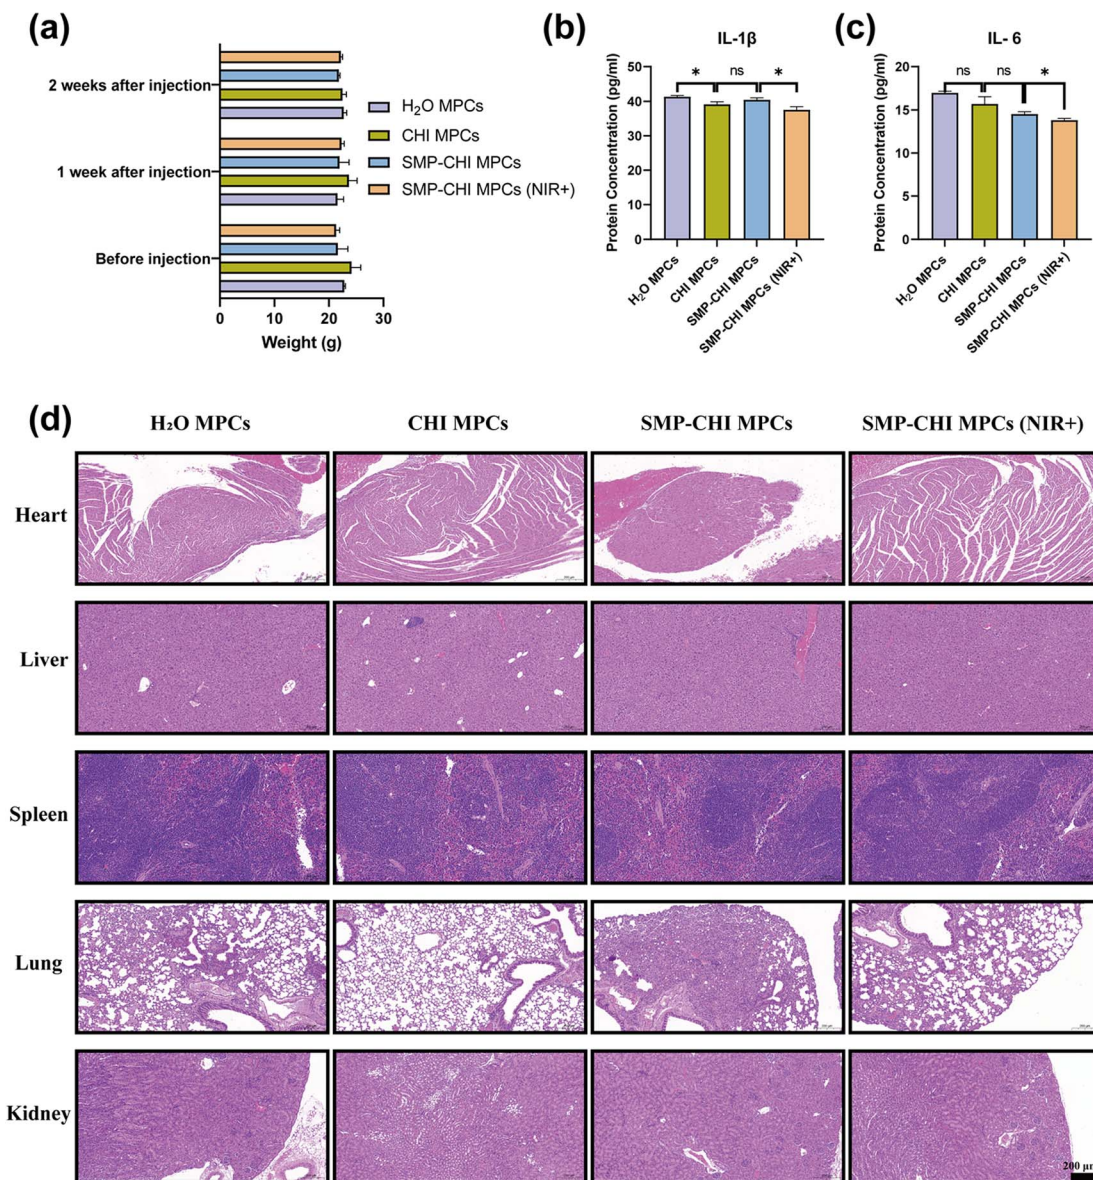 (a)
2 weeks after injection
1 week after injection
Before injection
0
10
20
30
Weight (g)
H₂O MPCs
CHI MPCs
SMP-CHI MPCs
SMP-CHI MPCs (NIR+)
(b)
IL-1β
Protein Concentration (pg/ml)
50
40
30
20
10
0
*
ns
*
H₂O MPCs
CHI MPCs
SMP-CHI MPCs
SMP-CHI MPCs (NIR+)
(c)
IL- 6
Protein Concentration (pg/ml)
20
15
10
5
0
ns
ns
*
H₂O MPCs
CHI MPCs
SMP-CHI MPCs
SMP-CHI MPCs (NIR+)
(d)
H₂O MPCs
CHI MPCs
SMP-CHI MPCs
SMP-CHI MPCs (NIR+)
Heart
Liver
Spleen
Lung
Kidney
200 μm